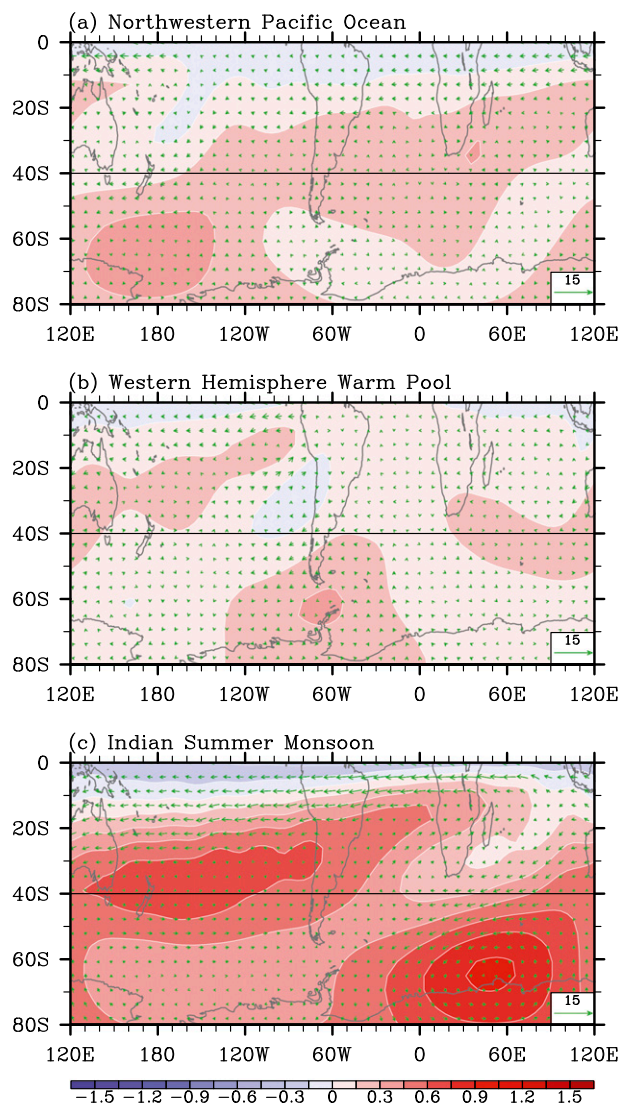 (a) Northwestern Pacific Ocean
0
20S
40S
60S
80S
15
120E 180 120W 60W 0 60E 120E
(b) Western Hemisphere Warm Pool
0
20S
40S
60S
80S
15
120E 180 120W 60W 0 60E 120E
(c) Indian Summer Monsoon
0
20S
40S
60S
80S
15
120E 180 120W 60W 0 60E 120E
−1.5 −1.2 −0.9 −0.6 −0.3 0 0.3 0.6 0.9 1.2 1.5